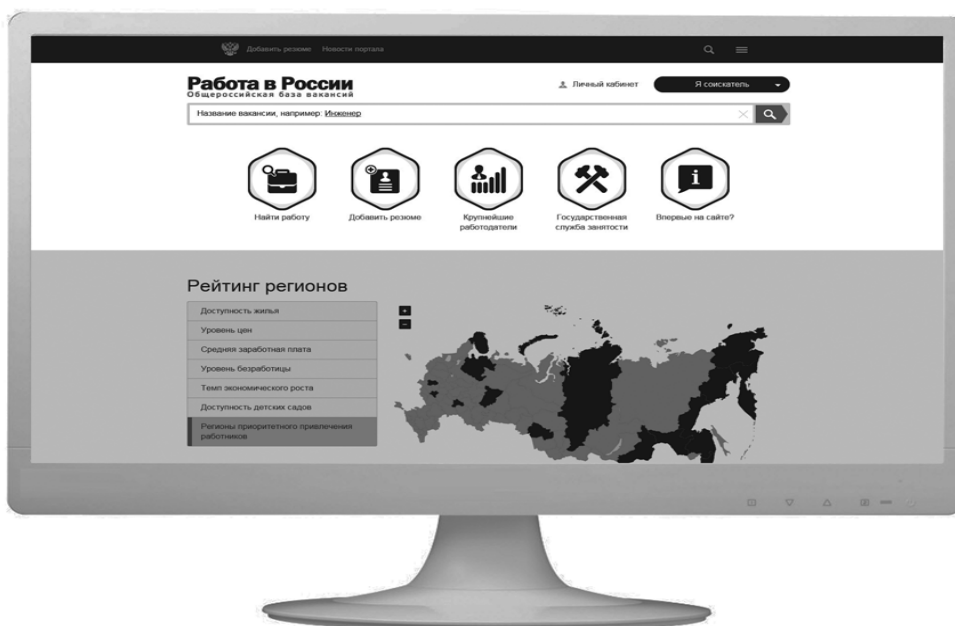 Добавить резюме Новости портала
Работа в России
Общероссийская база вакансий
Личный кабинет
Я соискатель
Название вакансии, например: Инженер
Найти работу
Добавить резюме
Крупнейшие
работодатели
Государственная
служба занятости
Впервые на сайте?
Рейтинг регионов
Доступность жилья
Уровень цен
Средняя заработная плата
Уровень безработицы
Темп экономического роста
Доступность детских садов
Регионы приоритетного привлечения
работников